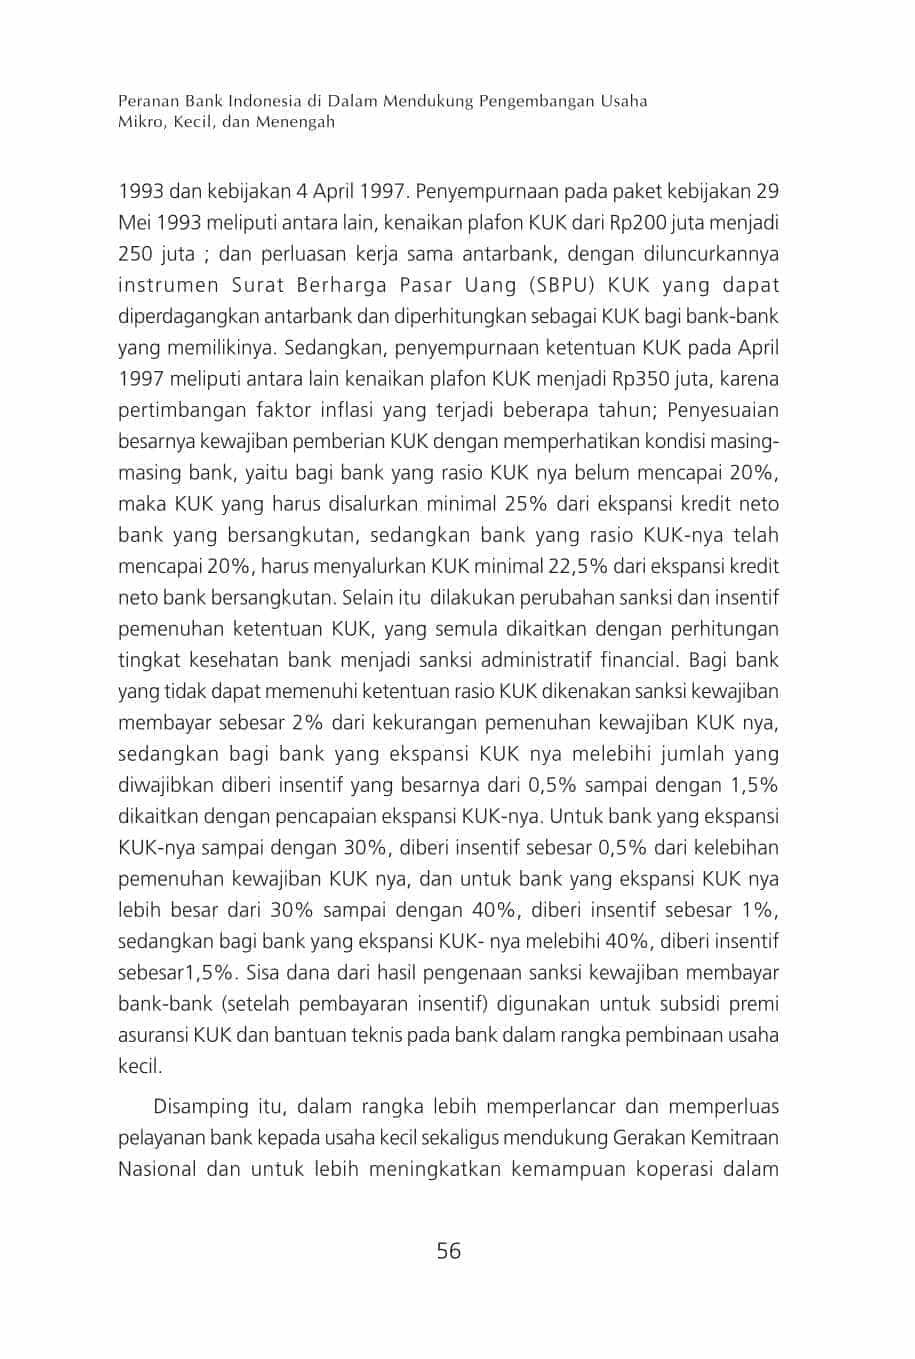 Peranan Bank Indonesia di Dalam Mendukung Pengembangan Usaha
Mikro, Kecil, dan Menengah
1993 dan kebijakan 4 April 1997. Penyempurnaan pada paket kebijakan 29
Mei 1993 meliputi antara lain, kenaikan plafon KUK dari Rp200 juta menjadi
250 juta ; dan perluasan kerja sama antarbank, dengan diluncurkannya
instrumen Surat Berharga Pasar Uang (SBPU) KUK yang dapat
diperdagangkan antarbank dan diperhitungkan sebagai KUK bagi bank-bank
yang memilikinya. Sedangkan, penyempurnaan ketentuan KUK pada April
1997 meliputi antara lain kenaikan plafon KUK menjadi Rp350 juta, karena
pertimbangan faktor inflasi yang terjadi beberapa tahun; Penyesuaian
besarnya kewajiban pemberian KUK dengan memperhatikan kondisi masing-
masing bank, yaitu bagi bank yang rasio KUK nya belum mencapai 20%,
maka KUK yang harus disalurkan minimal 25% dari ekspansi kredit neto
bank yang bersangkutan, sedangkan bank yang rasio KUK-nya telah
mencapai 20%, harus menyalurkan KUK minimal 22,5% dari ekspansi kredit
neto bank bersangkutan. Selain itu dilakukan perubahan sanksi dan insentif
pemenuhan ketentuan KUK, yang semula dikaitkan dengan perhitungan
tingkat kesehatan bank menjadi sanksi administratif financial. Bagi bank
yang tidak dapat memenuhi ketentuan rasio KUK dikenakan sanksi kewajiban
membayar sebesar 2% dari kekurangan pemenuhan kewajiban KUK nya,
sedangkan bagi bank yang ekspansi KUK nya melebihi jumlah yang
diwajibkan diberi insentif yang besarnya dari 0,5% sampai dengan 1,5%
dikaitkan dengan pencapaian ekspansi KUK-nya. Untuk bank yang ekspansi
KUK-nya sampai dengan 30%, diberi insentif sebesar 0,5% dari kelebihan
pemenuhan kewajiban KUK nya, dan untuk bank yang ekspansi KUK nya
lebih besar dari 30% sampai dengan 40%, diberi insentif sebesar 1%,
sedangkan bagi bank yang ekspansi KUK- nya melebihi 40%, diberi insentif
sebesar1,5%. Sisa dana dari hasil pengenaan sanksi kewajiban membayar
bank-bank (setelah pembayaran insentif) digunakan untuk subsidi premi
asuransi KUK dan bantuan teknis pada bank dalam rangka pembinaan usaha
kecil.
Disamping itu, dalam rangka lebih memperlancar dan memperluas
pelayanan bank kepada usaha kecil sekaligus mendukung Gerakan Kemitraan
Nasional dan untuk lebih meningkatkan kemampuan koperasi dalam
56